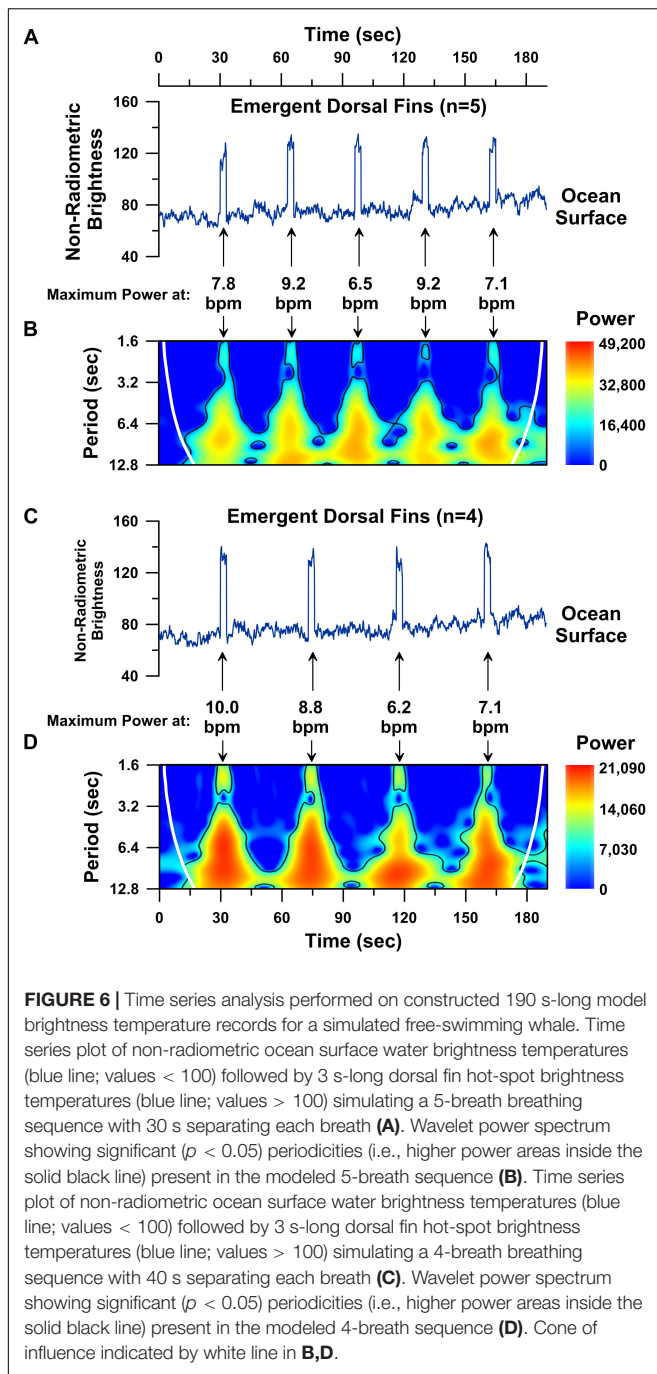 A
Time (sec)
0 30 60 90 120 150 180
Emergent Dorsal Fins (n=5)
Non-Radiometric
Brightness
160
120
80
40
Ocean
Surface
Maximum Power at:
7.8 9.2 6.5 9.2 7.1
bpm bpm bpm bpm bpm
B
Period (sec)
1.6
3.2
6.4
12.8
Power
49,200
32,800
16,400
0
C
Emergent Dorsal Fins (n=4)
Non-Radiometric
Brightness
160
120
80
40
Ocean
Surface
Maximum Power at:
10.0 8.8 6.2 7.1
bpm bpm bpm bpm
D
Period (sec)
1.6
3.2
6.4
12.8
Power
21,090
14,060
7,030
0
0 30 60 90 120 150 180
Time (sec)
FIGURE 6 | Time series analysis performed on constructed 190 s-long model
brightness temperature records for a simulated free-swimming whale. Time
series plot of non-radiometric ocean surface water brightness temperatures
(blue line; values < 100) followed by 3 s-long dorsal fin hot-spot brightness
temperatures (blue line; values > 100) simulating a 5-breath breathing
sequence with 30 s separating each breath (A). Wavelet power spectrum
showing significant (p < 0.05) periodicities (i.e., higher power areas inside the
solid black line) present in the modeled 5-breath sequence (B). Time series
plot of non-radiometric ocean surface water brightness temperatures (blue
line; values < 100) followed by 3 s-long dorsal fin hot-spot brightness
temperatures (blue line; values > 100) simulating a 4-breath breathing
sequence with 40 s separating each breath (C). Wavelet power spectrum
showing significant (p < 0.05) periodicities (i.e., higher power areas inside the
solid black line) present in the modeled 4-breath sequence (D). Cone of
influence indicated by white line in B,D.